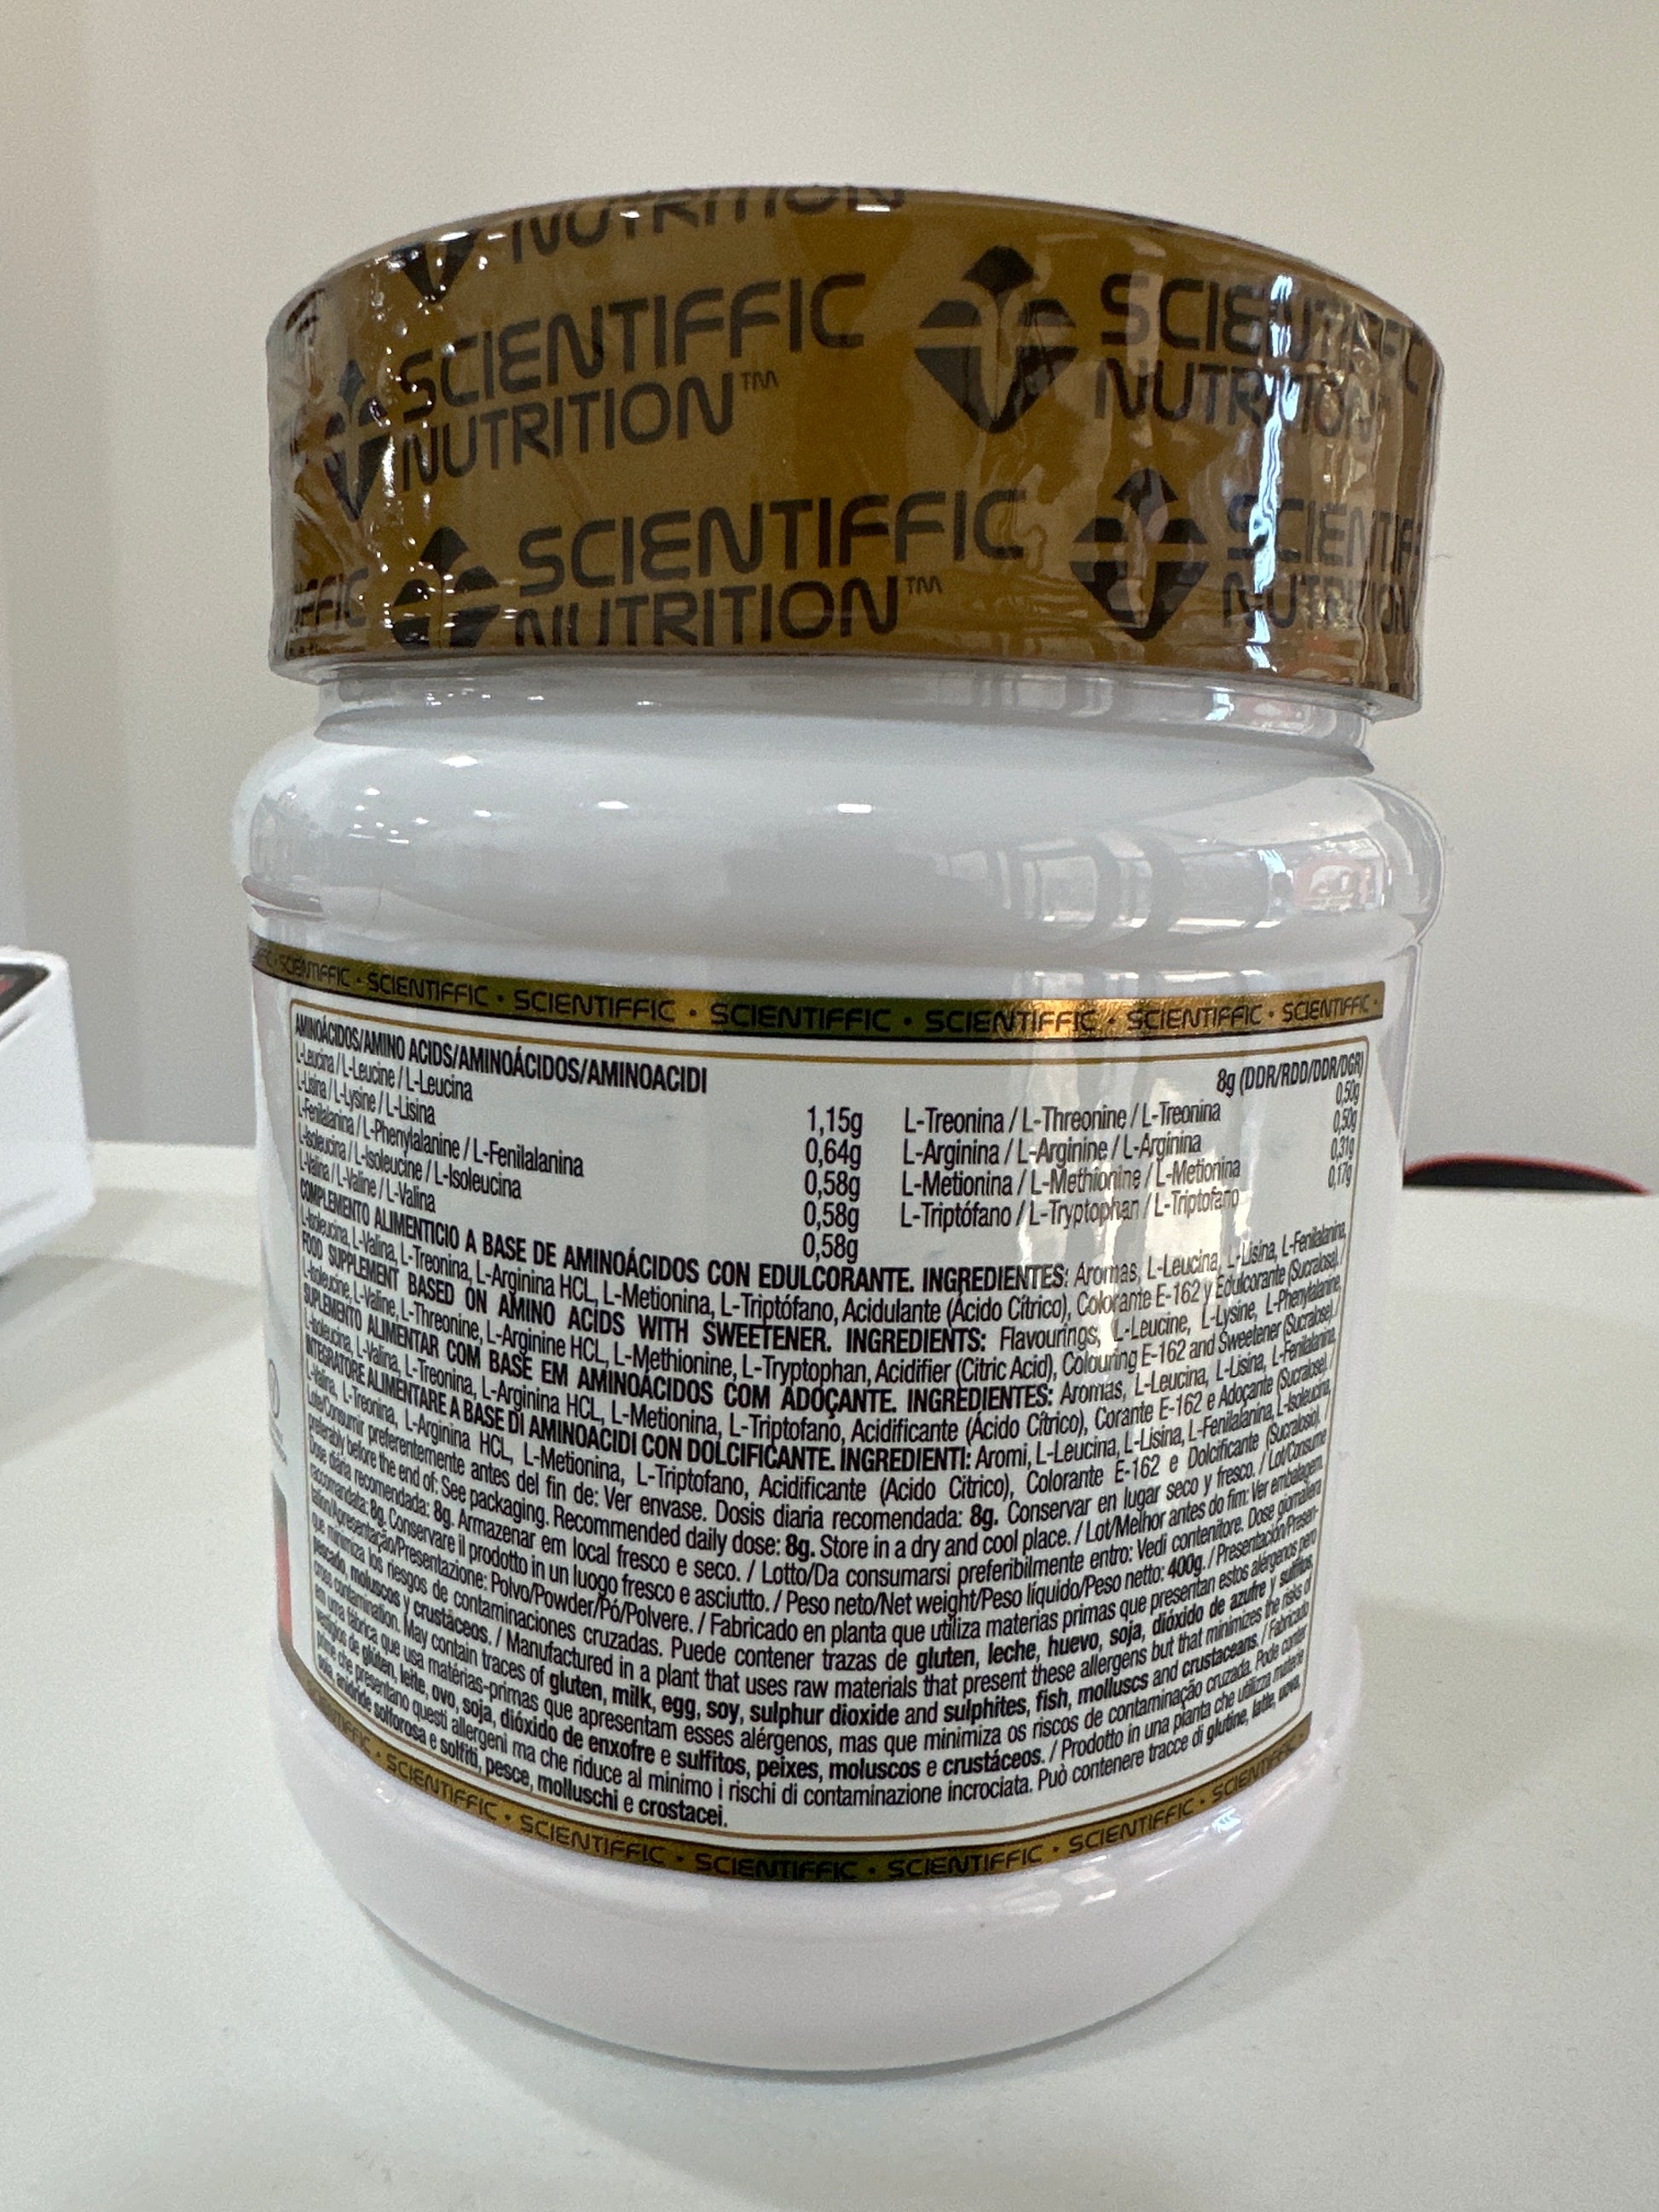 NUTRITION
SCIENTIFFIC
NUTRITION™
SCIENTIFFIC
NUTRITION
SCIENTIFFIC
NUTRITION™
SCIENTIFF
NUTRITION
SCIENTIFFIC • SCIENTIFFIC • SCIENTIFFIC • SCIENTIFFIC • SCIENTIFFIC • SCIENTIFFIC • SCIENTIFFIC •
AMINOÁCIDOS/AMINO ACIDS/AMINOÁCIDOS/AMINOACIDI 8g (DDR/RDD/DDR/DGR)
L-Leucina / L-Leucine / L-Leucina 1,15g L-Treonina / L-Threonine / L-Treonina 0,50g
L-Lisina / L-Lysine / L-Lisina 0,64g L-Arginina / L-Arginine / L-Arginina 0,50g
L-Fenilalanina / L-Phenylalanine / L-Fenilalanina 0,58g L-Metionina / L-Methionine / L-Metionina 0,31g
L-Isoleucina / L-Isoleucine / L-Isoleucina 0,58g L-Triptófano / L-Tryptophan / L-Triptofano 0,17g
L-Valina / L-Valine / L-Valina 0,58g
COMPLEMENTO ALIMENTICIO A BASE DE AMINOÁCIDOS CON EDULCORANTE. INGREDIENTES: Aromas, L-Leucina, L-Lisina, L-Fenilalanina,
L-Isoleucina, L-Valina, L-Treonina, L-Arginina HCL, L-Metionina, L-Triptófano, Acidulante (Ácido Cítrico), Colorante E-162 y Edulcorante (Sucralosa). /
FOOD SUPPLEMENT BASED ON AMINO ACIDS WITH SWEETENER. INGREDIENTS: Flavourings, L-Leucine, L-Lysine, L-Phenylalanine,
L-Isoleucine, L-Valine, L-Threonine, L-Arginine HCL, L-Methionine, L-Tryptophan, Acidifier (Citric Acid), Colouring E-162 and Sweetener (Sucralose). /
SUPLEMENTO ALIMENTAR COM BASE EM AMINOÁCIDOS COM ADOÇANTE. INGREDIENTES: Aromas, L-Leucina, L-Lisina, L-Fenilalanina,
L-Isoleucina, L-Valina, L-Treonina, L-Arginina HCL, L-Metionina, L-Triptofano, Acidificante (Ácido Cítrico), Corante E-162 e Adoçante (Sucralose). /
INTEGRATORE ALIMENTARE A BASE DI AMINOACIDI CON DOLCIFICANTE. INGREDIENTI: Aromi, L-Leucina, L-Lisina, L-Fenilalanina, L-Isoleucina,
L-Valina, L-Treonina, L-Arginina HCL, L-Metionina, L-Triptofano, Acidificante (Acido Citrico), Colorante E-162 e Dolcificante (Sucralosio). /
Lote/Consumir preferentemente antes del fin de: Ver envase. Dosis diaria recomendada: 8g. Conservar en lugar seco y fresco. / Lot/Consume
preferably before the end of: See packaging. Recommended daily dose: 8g. Store in a dry and cool place. / Lot/Melhor antes do fim: Ver embalagem.
Dose diária recomendada: 8g. Armazenar em local fresco e seco. / Lotto/Da consumarsi preferibilmente entro: Vedi contenitore. Dose giornaliera
raccomandata: 8g. Conservare il prodotto in un luogo fresco e asciutto. / Peso neto/Net weight/Peso líquido/Peso netto: 400g. / Presentación/Presen-
tation/Apresentação/Presentazione: Polvo/Powder/Pó/Polvere. / Fabricado en planta que utiliza materias primas que presentan estos alérgenos pero
que minimiza los riesgos de contaminaciones cruzadas. Puede contener trazas de gluten, leche, huevo, soja, dióxido de azufre y sulfitos,
pescado, moluscos y crustáceos. / Manufactured in a plant that uses raw materials that present these allergens but that minimizes the risks of
cross contamination. May contain traces of gluten, milk, egg, soy, sulphur dioxide and sulphites, fish, molluscs and crustaceans. / Fabricado
em uma fábrica que usa matérias-primas que apresentam esses alérgenos, mas que minimiza os riscos de contaminação cruzada. Pode conter
vestígios de glúten, leite, ovo, soja, dióxido de enxofre e sulfitos, peixes, moluscos e crustáceos. / Prodotto in una pianta che utilizza materie
prime che presentano questi allergeni ma che riduce al minimo i rischi di contaminazione incrociata. Può contenere tracce di glutine, latte, uova,
soia, anidride solforosa e solfiti, pesce, molluschi e crostacei.
SCIENTIFFIC • SCIENTIFFIC • SCIENTIFFIC • SCIENTIFFIC • SCIENTIFFIC • SCIENTIFFIC • SCIENTIFFIC